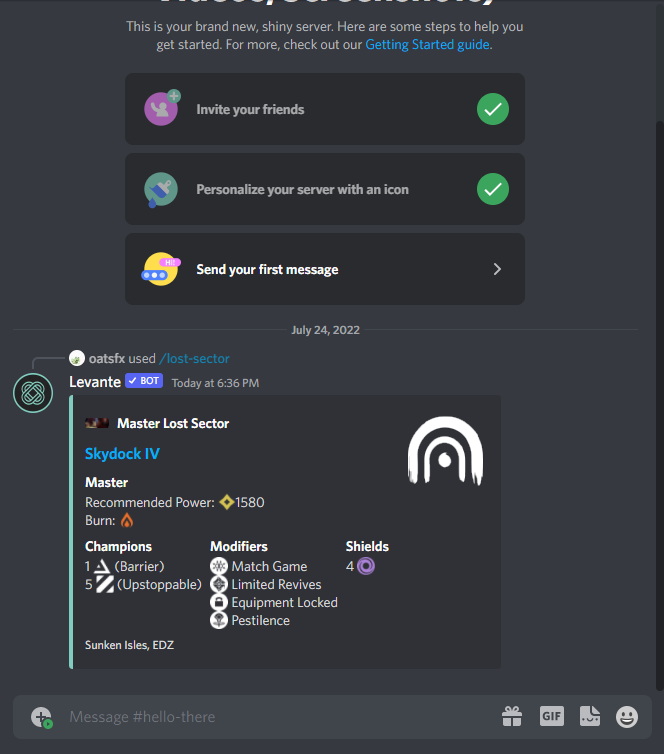 This is your brand new, shiny server. Here are some steps to help you
get started. For more, check out our Getting Started guide.
Invite your friends
Personalize your server with an icon
Hi!
Send your first message
July 24, 2022
oatsfx used /lost-sector
Levante BOT Today at 6:36 PM
Master Lost Sector
Skydock IV
Master
Recommended Power: 1580
Burn:
Champions Modifiers Shields
1 (Barrier) Match Game 4
5 (Upstoppable) Limited Revives
Equipment Locked
Pestilence
Sunken Isles, EDZ
Message #hello-there
GIF